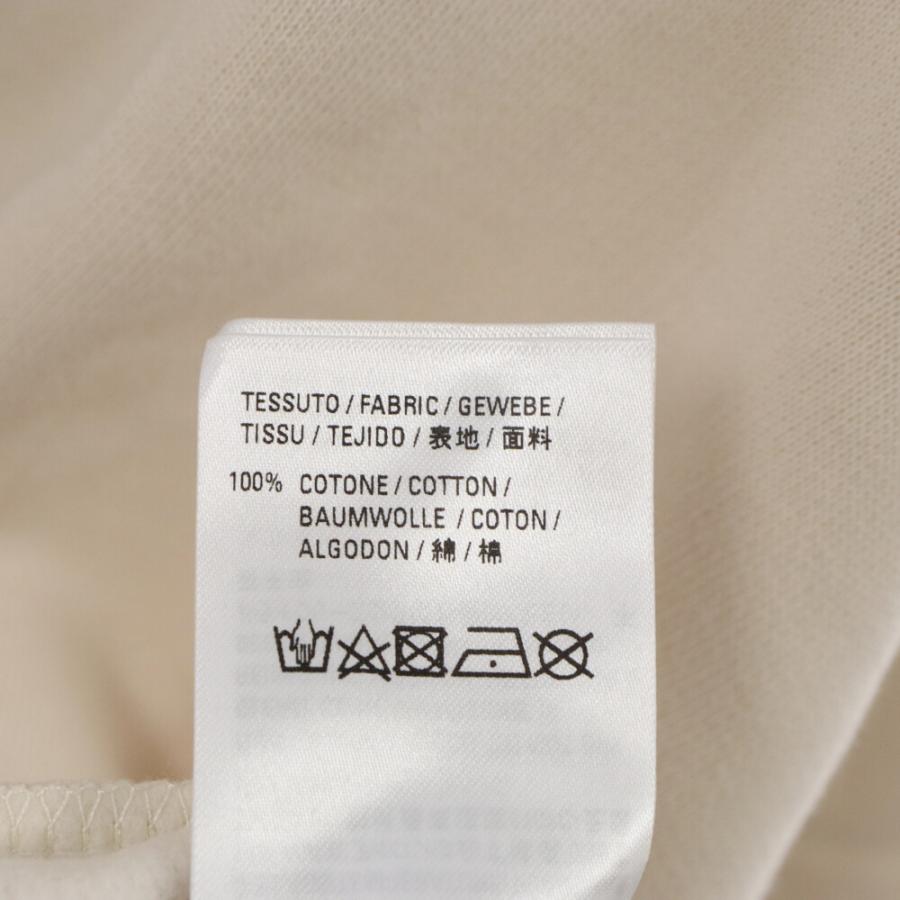 TESSUTO / FABRIC / GEWEBE /
TISSU / TEJIDO / 表地 / 面料
100% COTONE / COTTON /
BAUMWOLLE / COTON /
ALGODON / 綿 / 棉